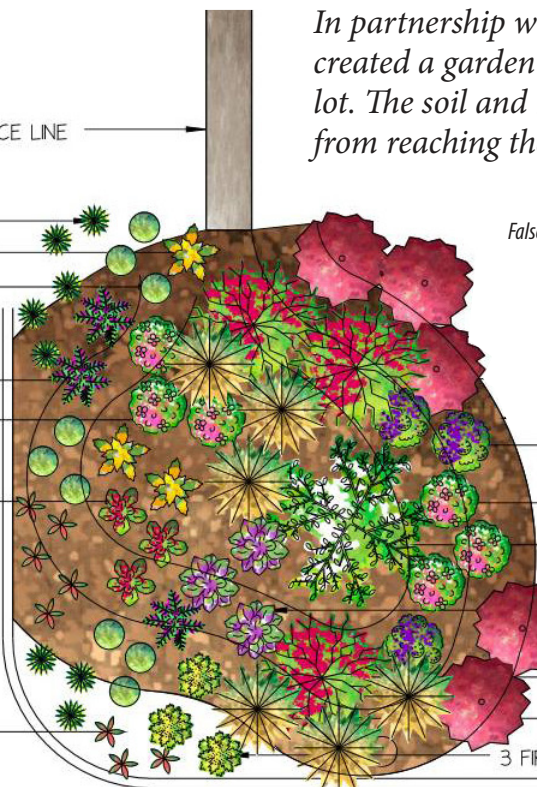 In partnership w
created a garden
lot. The soil and
from reaching th
CE LINE
Fals
3 FI